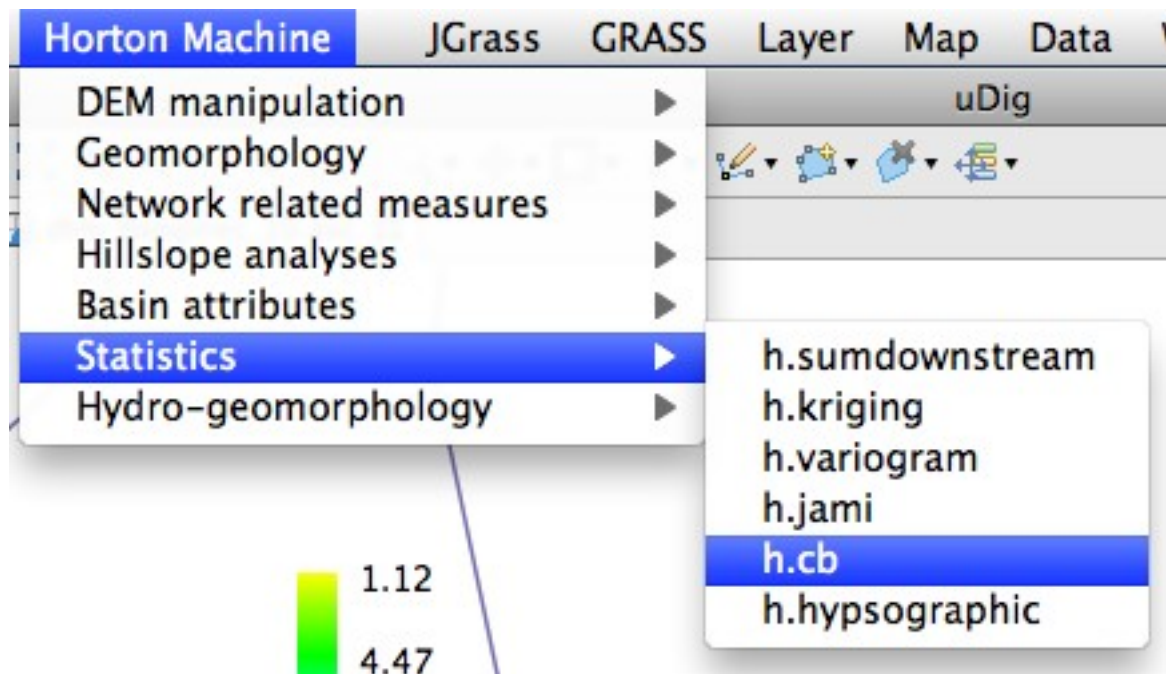 Horton Machine JGrass GRASS Layer Map Data
uDig
DEM manipulation
Geomorphology
Network related measures
Hillslope analyses
Basin attributes
Statistics
Hydro-geomorphology
h.sumdownstream
h.kriging
h.variogram
h.jami
h.cb
h.hypsographic
1.12
4.47